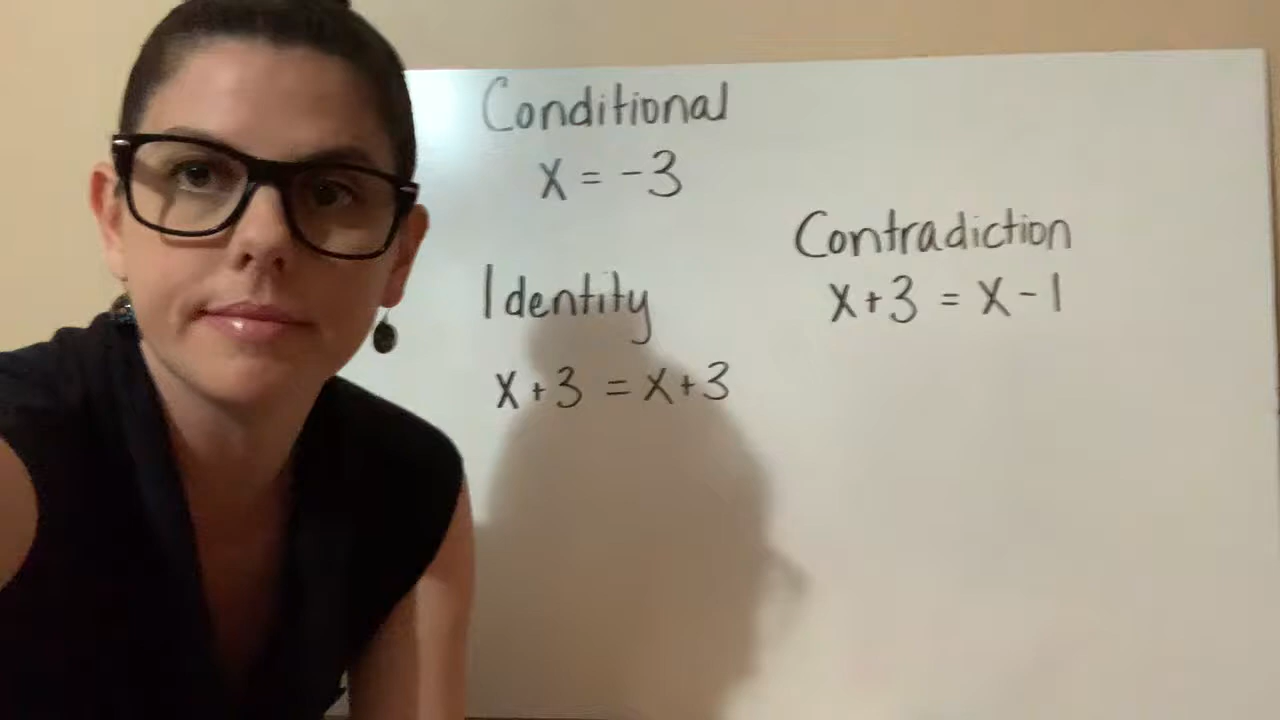 Conditional
x = -3
Identity
x+3 = x+3
Contradiction
x+3 = x-1